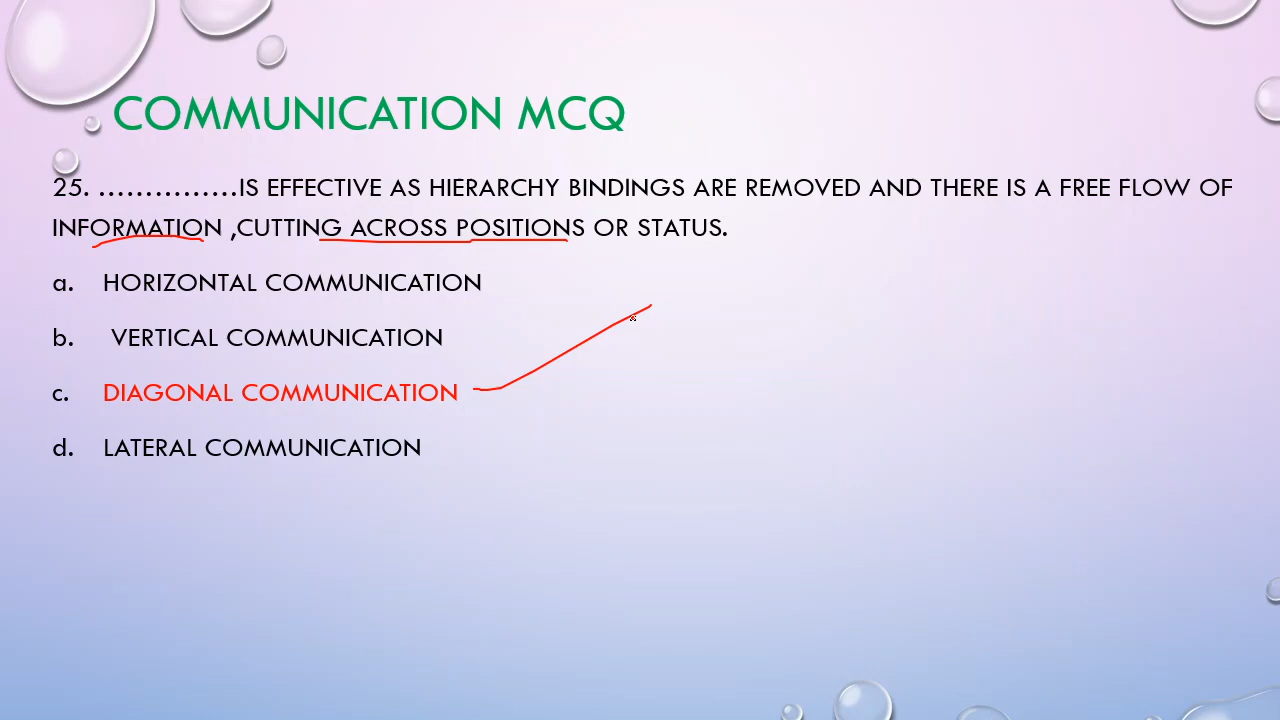 COMMUNICATION MCQ
25. ...............IS EFFECTIVE AS HIERARCHY BINDINGS ARE REMOVED AND THERE IS A FREE FLOW OF
INFORMATION ,CUTTING ACROSS POSITIONS OR STATUS.
a. HORIZONTAL COMMUNICATION
b. VERTICAL COMMUNICATION
c. DIAGONAL COMMUNICATION
d. LATERAL COMMUNICATION